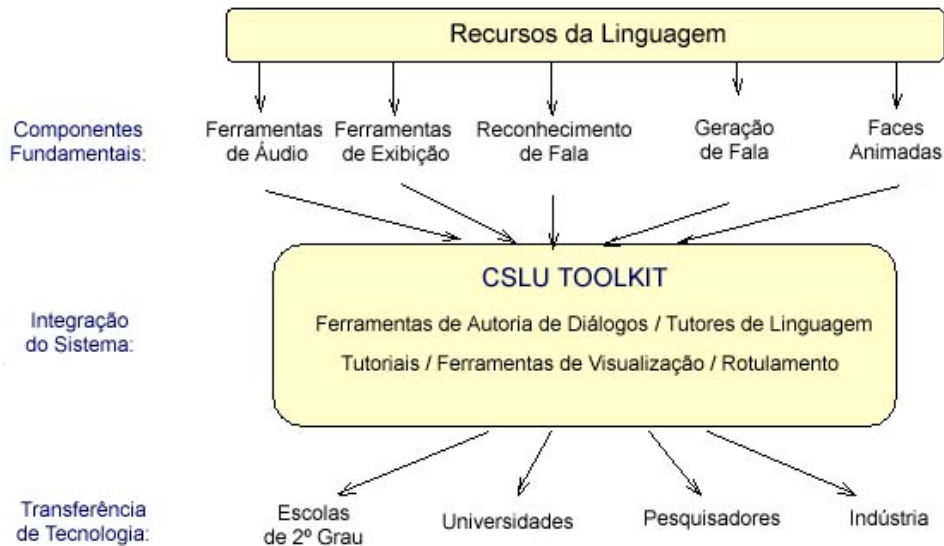 Recursos da Linguagem
Componentes
Fundamentais:
Ferramentas
de Áudio
Ferramentas
de Exibição
Reconhecimento
de Fala
Geração
de Fala
Faces
Animadas
Integração
do Sistema:
CSLU TOOLKIT
Ferramentas de Autoria de Diálogos / Tutores de Linguagem
Tutoriais / Ferramentas de Visualização / Rotulamento
Transferência
de Tecnologia:
Escolas
de 2º Grau
Universidades
Pesquisadores
Indústria